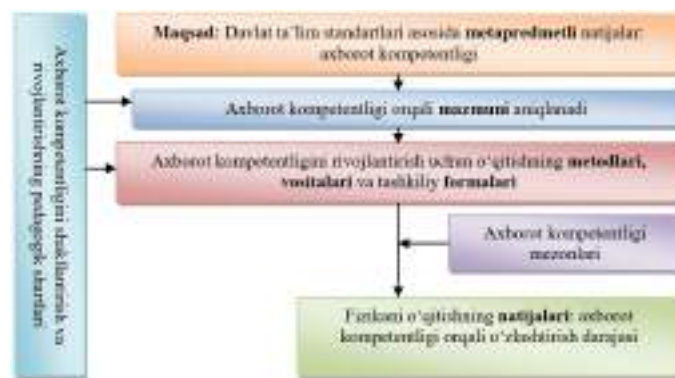 Axborot kompetentligini shakllantirish va
rivojlantirishning pedagogik shartlari
Maqsad: Davlat ta'lim standartlari asosida metapredmetli natijalar:
axborot kompetentligi
Axborot kompetentligi orqali mazmuni aniqlanadi
Axborot kompetentligini rivojlantirish uchun o'qitishning metodlari,
vositalari va tashkiliy formalari
Axborot kompetentligi
mezonlari
Fizikani o'qitishning natijalari: axborot
kompetentligi orqali o'zlashtirish darajasi